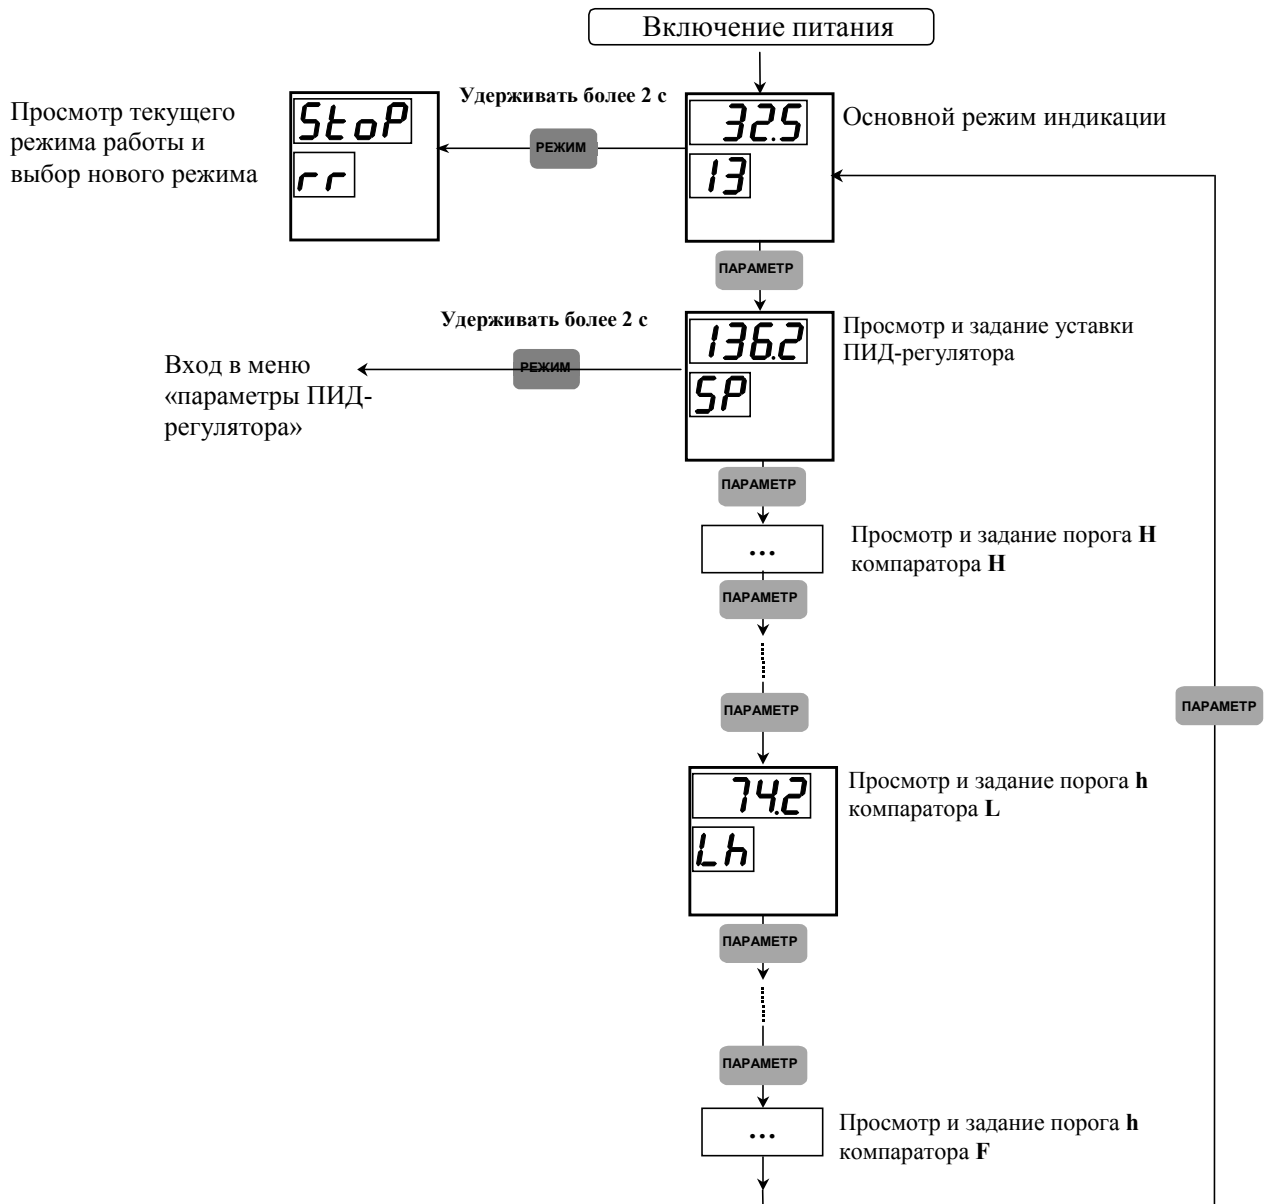 Включение питания
Просмотр текущего
режима работы и
выбор нового режима
StoP
rr
Удерживать более 2 с
РЕЖИМ
32.5
13
Основной режим индикации
ПАРАМЕТР
Удерживать более 2 с
РЕЖИМ
Вход в меню
«параметры ПИД-
регулятора»
136.2
SP
Просмотр и задание уставки
ПИД-регулятора
ПАРАМЕТР
...
Просмотр и задание порога H
компаратора H
ПАРАМЕТР
ПАРАМЕТР
ПАРАМЕТР
74.2
Lh
Просмотр и задание порога h
компаратора L
ПАРАМЕТР
ПАРАМЕТР
...
Просмотр и задание порога h
компаратора F